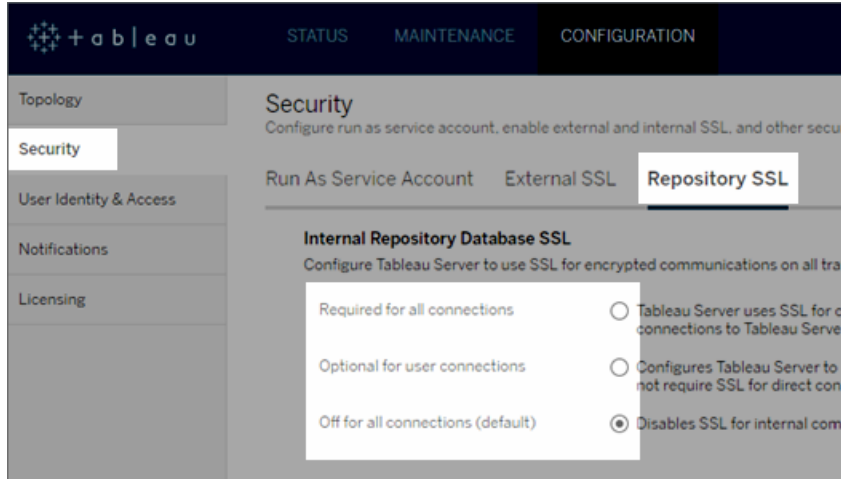 + a b | e a u
STATUS MAINTENANCE CONFIGURATION
Topology
Security
User Identity & Access
Notifications
Licensing
Security
Configure run as service account, enable external and internal SSL, and other secu
Run As Service Account External SSL Repository SSL
Internal Repository Database SSL
Configure Tableau Server to use SSL for encrypted communications on all tra
Required for all connections
Tableau Server uses SSL for
connections to Tableau Serve
Optional for user connections
Configures Tableau Server to
not require SSL for direct con
Off for all connections (default)
Disables SSL for internal com